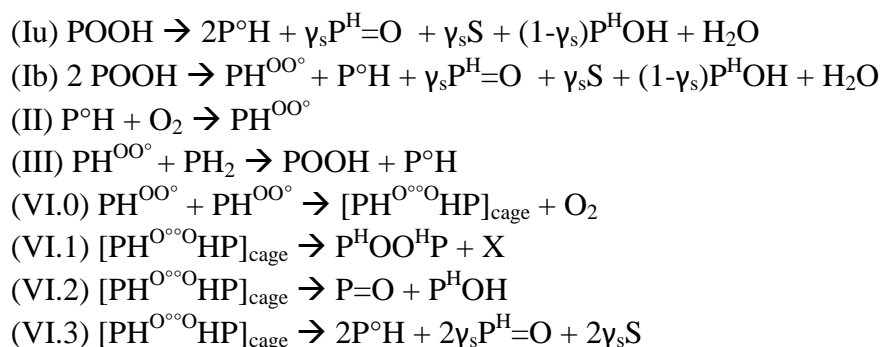 (Iu) POOH → 2P°H + γₛPᴴ=O + γₛS + (1-γₛ)PᴴOH + H₂O
(Ib) 2 POOH → PHᴼᴼ° + P°H + γₛPᴴ=O + γₛS + (1-γₛ)PᴴOH + H₂O
(II) P°H + O₂ → PHᴼᴼ°
(III) PHᴼᴼ° + PH₂ → POOH + P°H
(VI.0) PHᴼᴼ° + PHᴼᴼ° → [PHᴼ°°ᴼHP]cage + O₂
(VI.1) [PHᴼ°°ᴼHP]cage → PᴴOOᴴP + X
(VI.2) [PHᴼ°°ᴼHP]cage → P=O + PᴴOH
(VI.3) [PHᴼ°°ᴼHP]cage → 2P°H + 2γₛPᴴ=O + 2γₛS